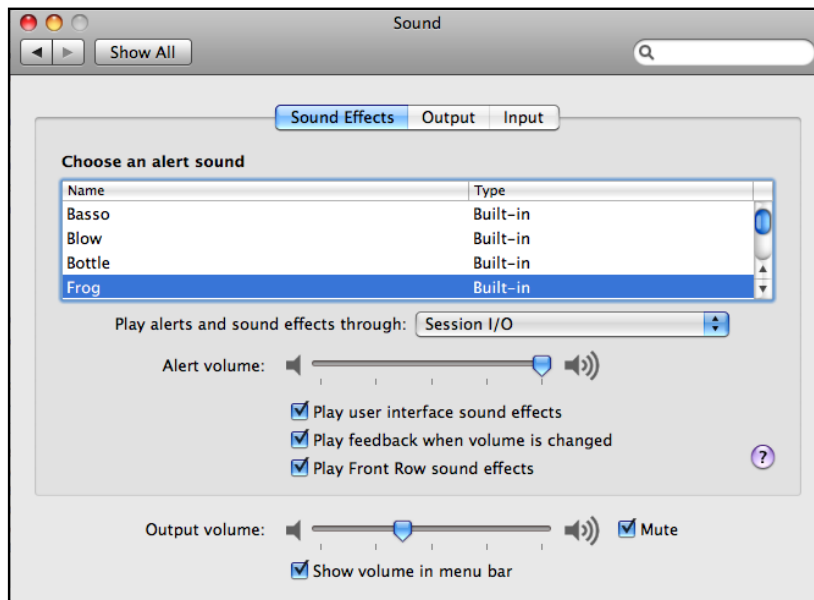 Sound
Show All
Sound Effects Output Input
Choose an alert sound
Name Type
Basso Built-in
Blow Built-in
Bottle Built-in
Frog Built-in
Play alerts and sound effects through: Session I/O
Alert volume:
Play user interface sound effects
Play feedback when volume is changed
Play Front Row sound effects
?
Output volume: Mute
Show volume in menu bar